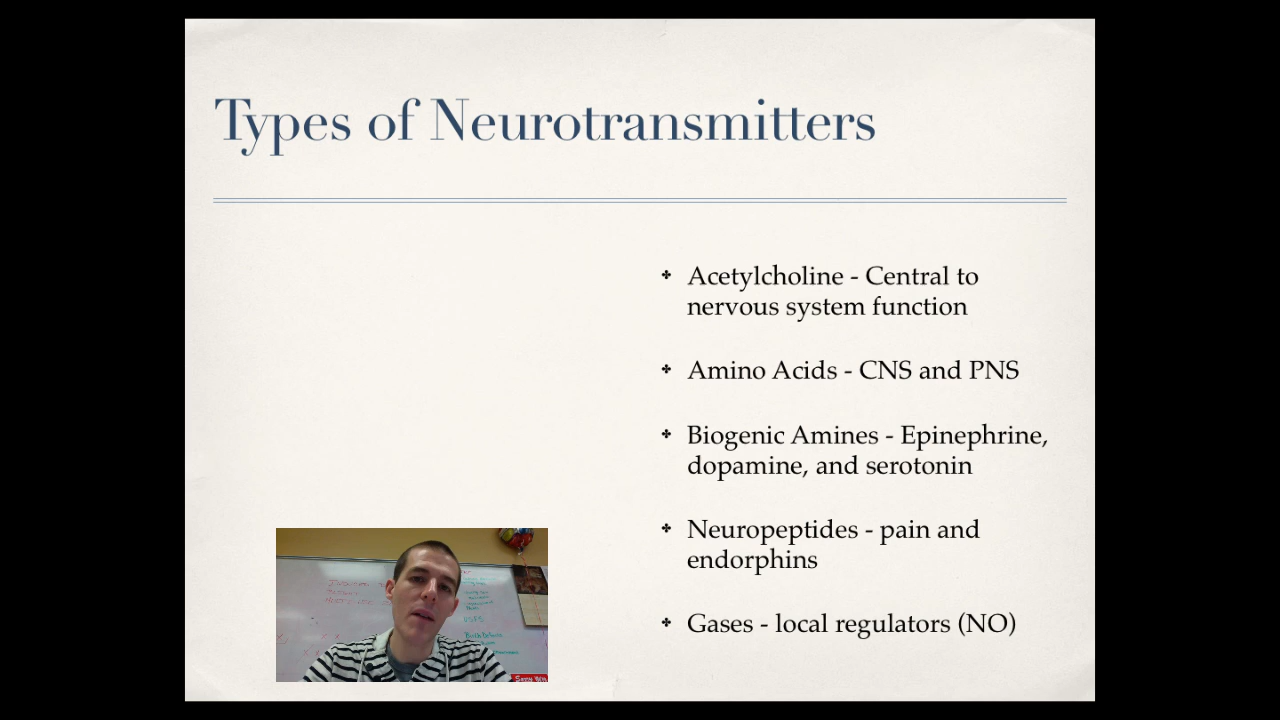 Types of Neurotransmitters
✤ Acetylcholine - Central to
nervous system function
✤ Amino Acids - CNS and PNS
✤ Biogenic Amines - Epinephrine,
dopamine, and serotonin
✤ Neuropeptides - pain and
endorphins
✤ Gases - local regulators (NO)